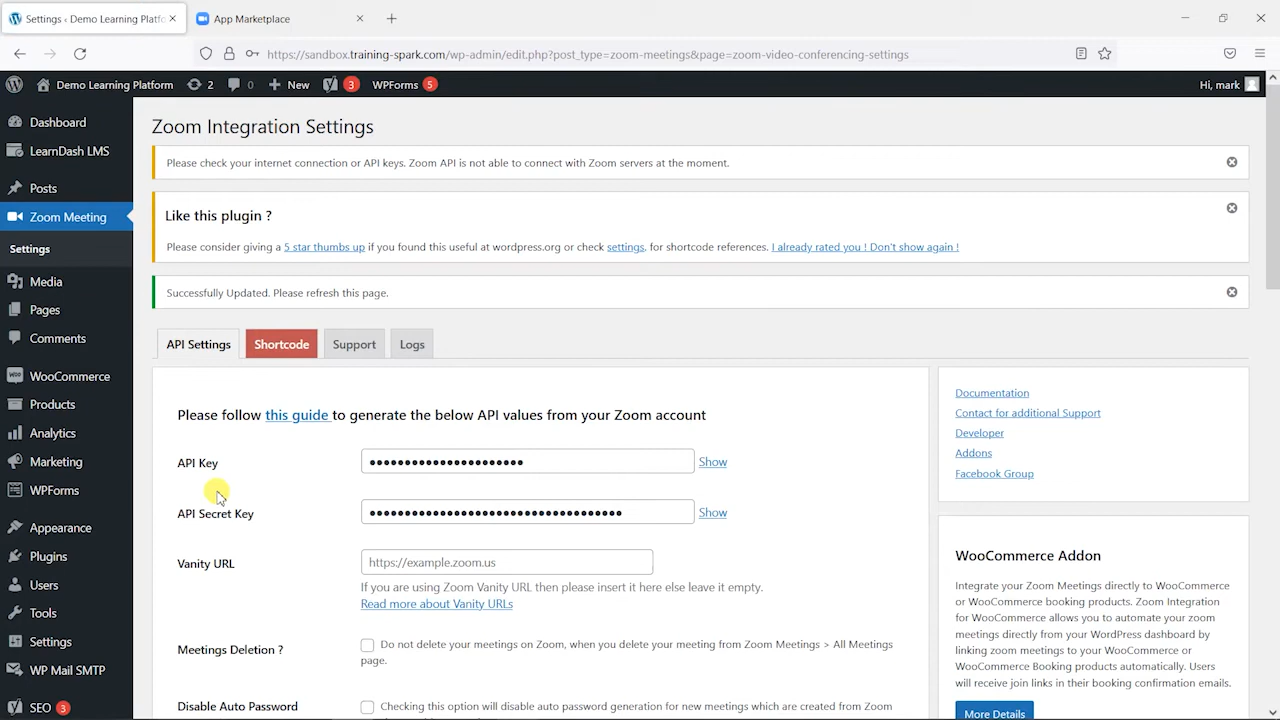 Settings ‹ Demo Learning Platfo
App Marketplace
https://sandbox.training-spark.com/wp-admin/edit.php?post_type=zoom-meetings&page=zoom-video-conferencing-settings
Demo Learning Platform 2 0 New 3 WPForms 5 Hi, mark
Dashboard
LearnDash LMS
Posts
Zoom Meeting
Settings
Media
Pages
Comments
WooCommerce
Products
Analytics
Marketing
WPForms
Appearance
Plugins
Users
Tools
Settings
WP Mail SMTP
SEO 3
Zoom Integration Settings
Please check your internet connection or API keys. Zoom API is not able to connect with Zoom servers at the moment.
Like this plugin ?
Please consider giving a 5 star thumbs up if you found this useful at wordpress.org or check settings. for shortcode references. I already rated you ! Don't show again !
Successfully Updated. Please refresh this page.
API Settings Shortcode Support Logs
Please follow this guide to generate the below API values from your Zoom account
API Key Show
API Secret Key Show
Vanity URL https://example.zoom.us
If you are using Zoom Vanity URL then please insert it here else leave it empty.
Read more about Vanity URLs
Meetings Deletion ? Do not delete your meetings on Zoom, when you delete your meeting from Zoom Meetings > All Meetings
page.
Disable Auto Password Checking this option will disable auto password generation for new meetings which are created from Zoom
Documentation
Contact for additional Support
Developer
Addons
Facebook Group
WooCommerce Addon
Integrate your Zoom Meetings directly to WooCommerce
or WooCommerce booking products. Zoom Integration
for WooCommerce allows you to automate your zoom
meetings directly from your WordPress dashboard by
linking zoom meetings to your WooCommerce or
WooCommerce Booking products automatically. Users
will receive join links in their booking confirmation emails.
More Details